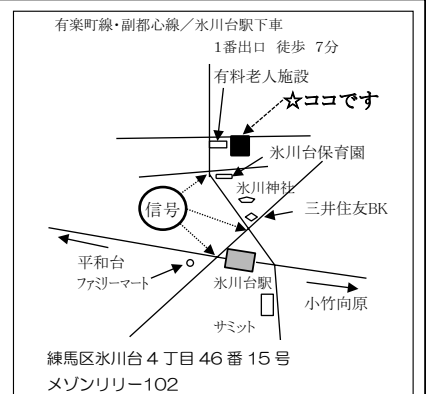 有楽町線・副都心線／氷川台駅下車
1番出口 徒歩 7分
有料老人施設
☆ココです
氷川台保育園
氷川神社
信号
三井住友BK
平和台
ファミリーマート
氷川台駅
小竹向原
サミット
練馬区氷川台４丁目46番15号
メゾンリリー102